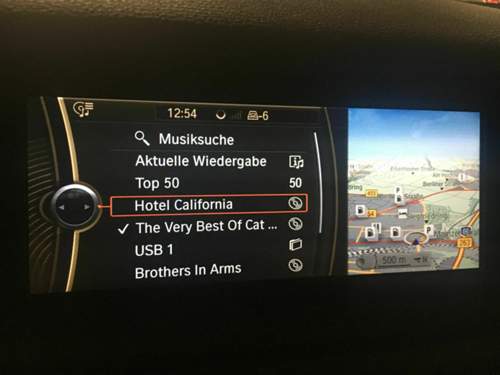 12:54
-6
Musiksuche
Aktuelle Wiedergabe
Top 50 50
Hotel California
The Very Best Of Cat ...
USB 1
Brothers In Arms
500 m